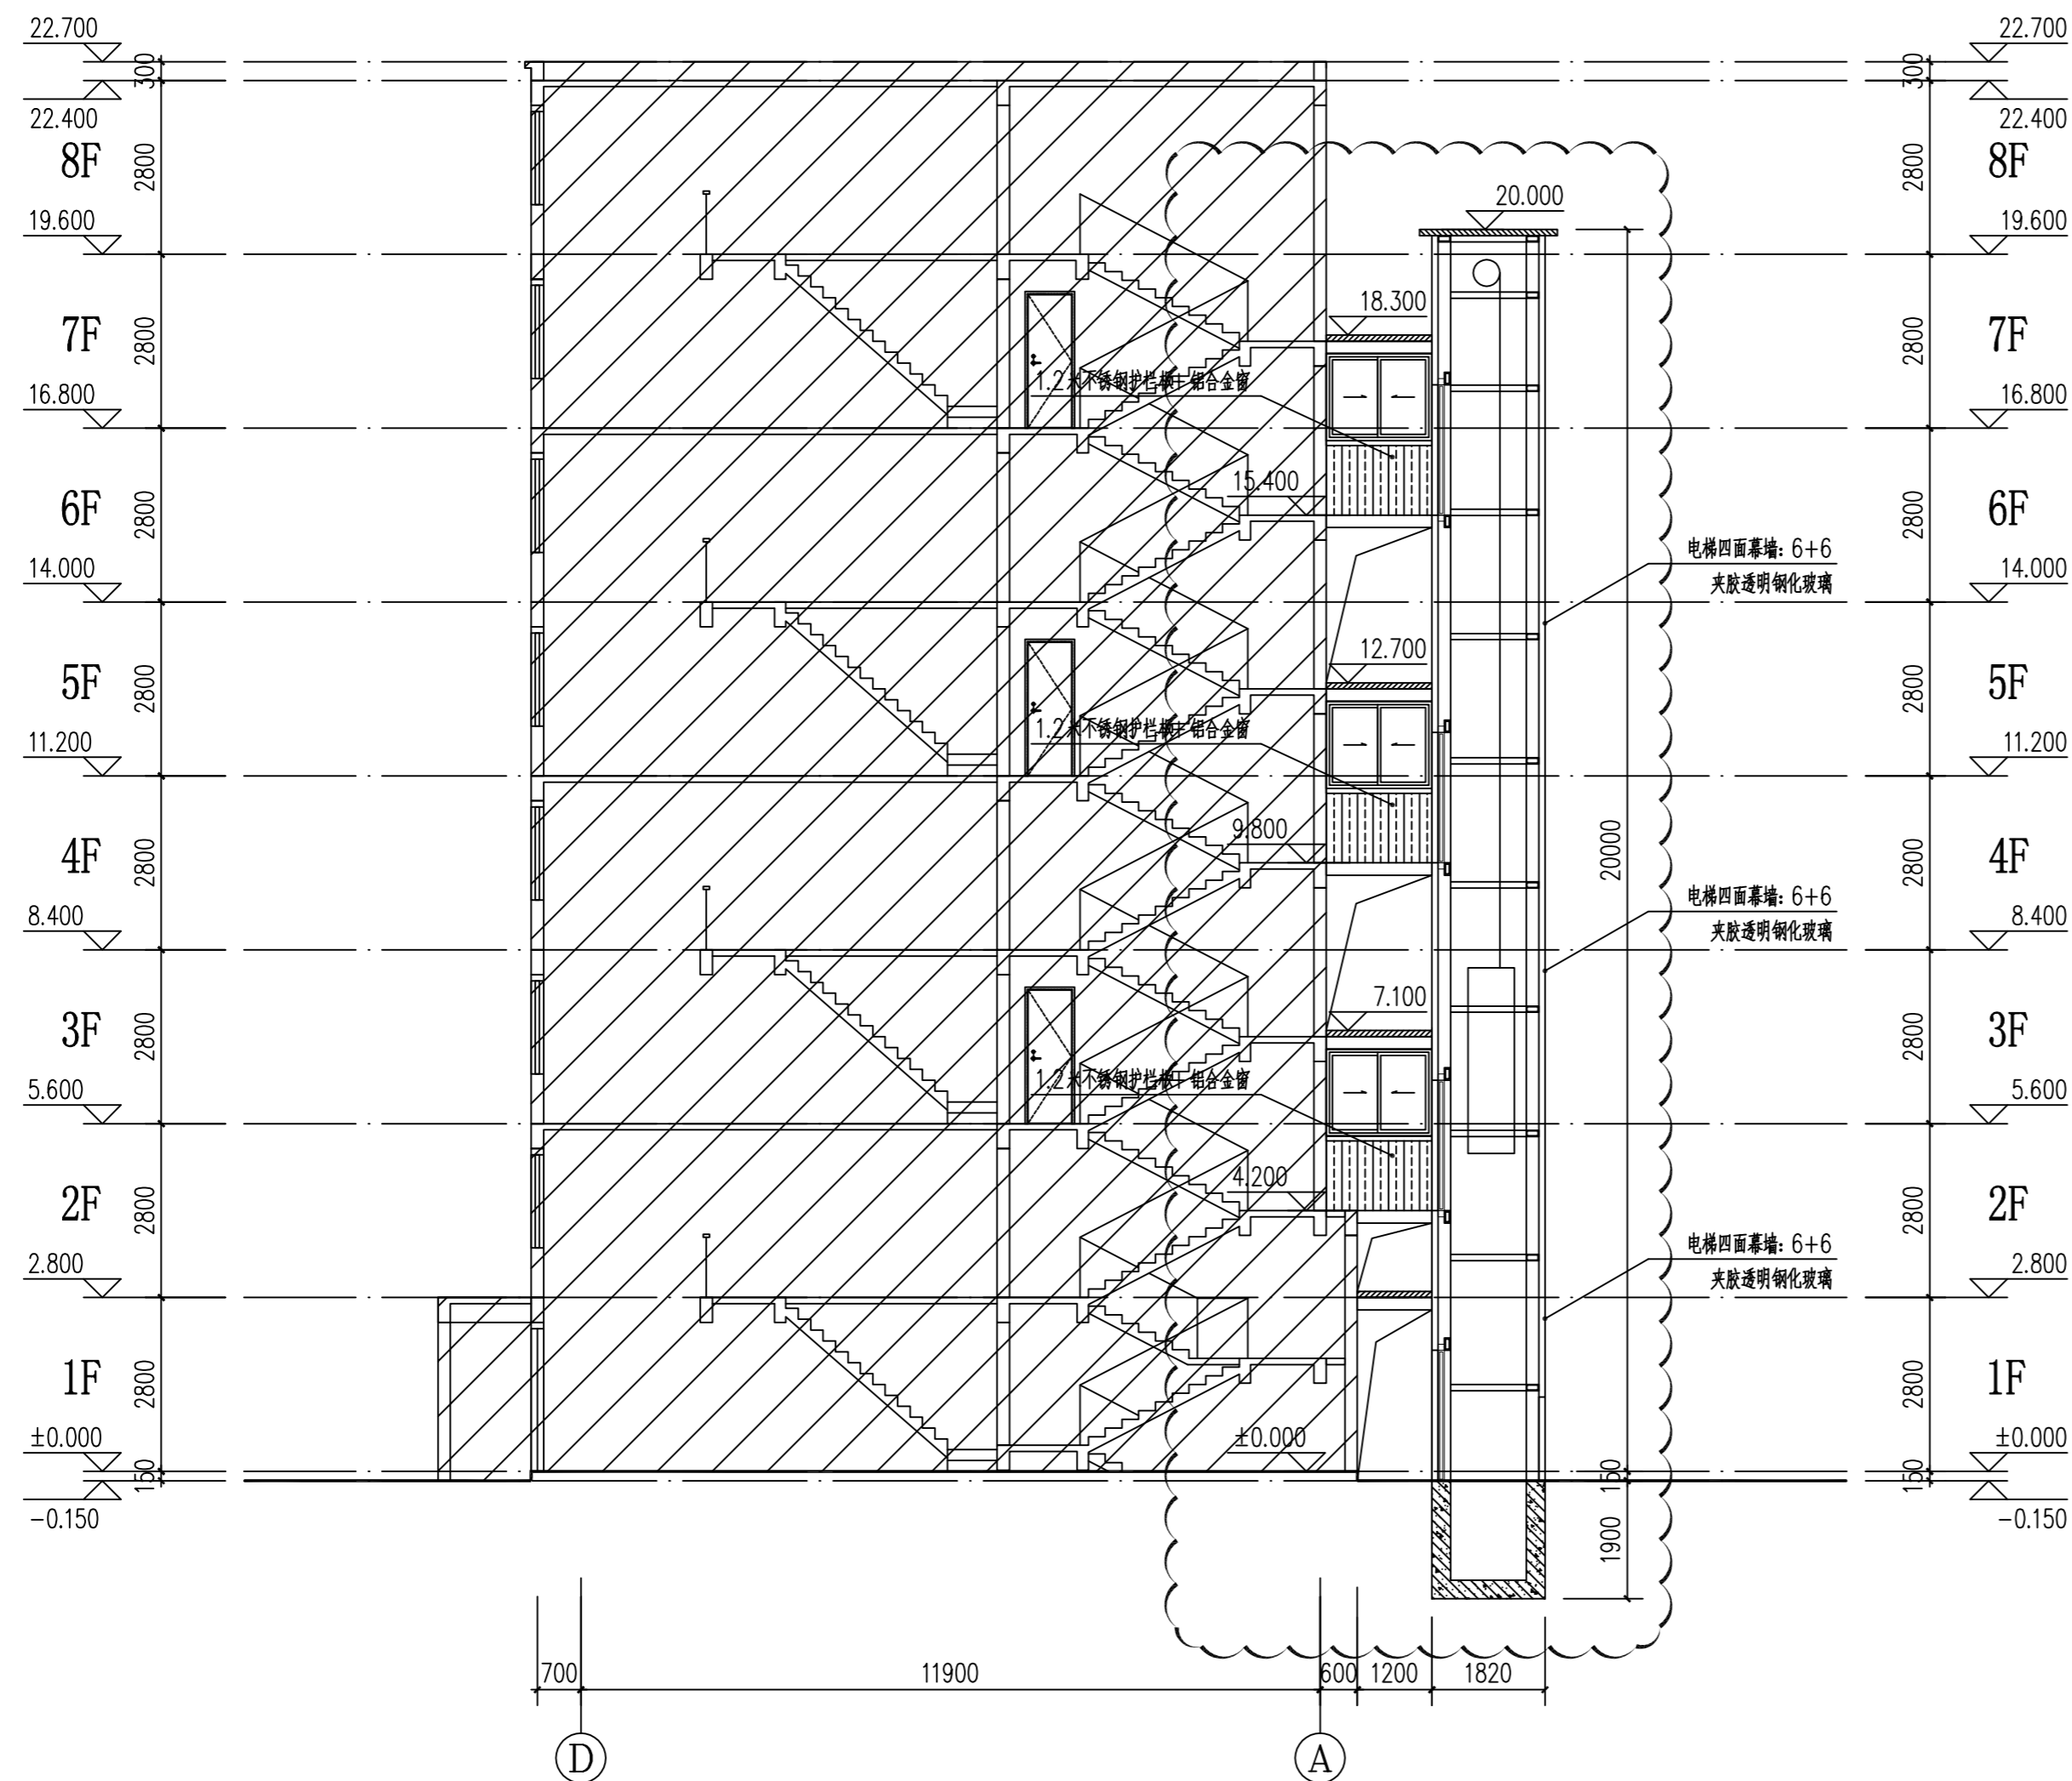 22.700
22.700
300
300
22.400
22.400
8F
2800
2800
8F
20.000
19.600
19.600
18.300
7F
2800
2800
7F
1.2米不锈钢护栏板+铝合金窗
16.800
16.800
15.400
6F
2800
2800
6F
电梯四面幕墙: 6+6
夹胶透明钢化玻璃
14.000
14.000
12.700
5F
2800
2800
5F
1.2米不锈钢护栏板+铝合金窗
11.200
11.200
9.800
4F
2800
20000
2800
4F
电梯四面幕墙: 6+6
夹胶透明钢化玻璃
8.400
8.400
7.100
3F
2800
2800
3F
1.2米不锈钢护栏板+铝合金窗
5.600
5.600
4.200
2F
2800
2800
2F
电梯四面幕墙: 6+6
夹胶透明钢化玻璃
2.800
2.800
1F
2800
2800
1F
±0.000
±0.000
±0.000
150
150
150
-0.150
-0.150
1900
700
11900
600
1200
1820
D
A